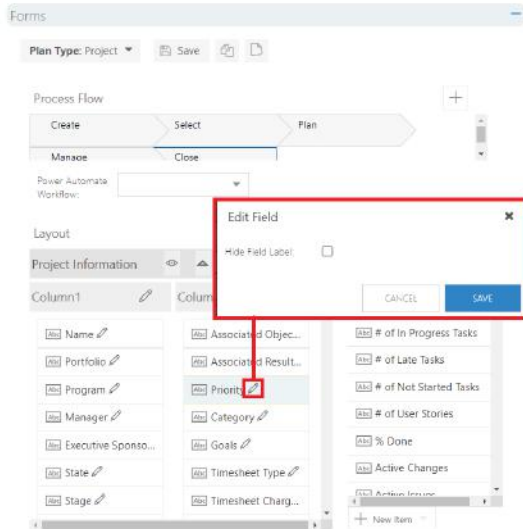 Forms
Plan Type: Project
Save
Process Flow
Create
Select
Plan
Manage
Close
Power Automate
Workflow:
Edit Field
Hide Field Label:
CANCEL
SAVE
Layout
Project Information
Column1
Colum
Name
Portfolio
Program
Manager
Executive Sponso...
State
Stage
Associated Objec...
Associated Result...
Priority
Category
Goals
Timesheet Type
Timesheet Charg...
# of In Progress Tasks
# of Late Tasks
# of Not Started Tasks
# of User Stories
% Done
Active Changes
Active Issues
New Item